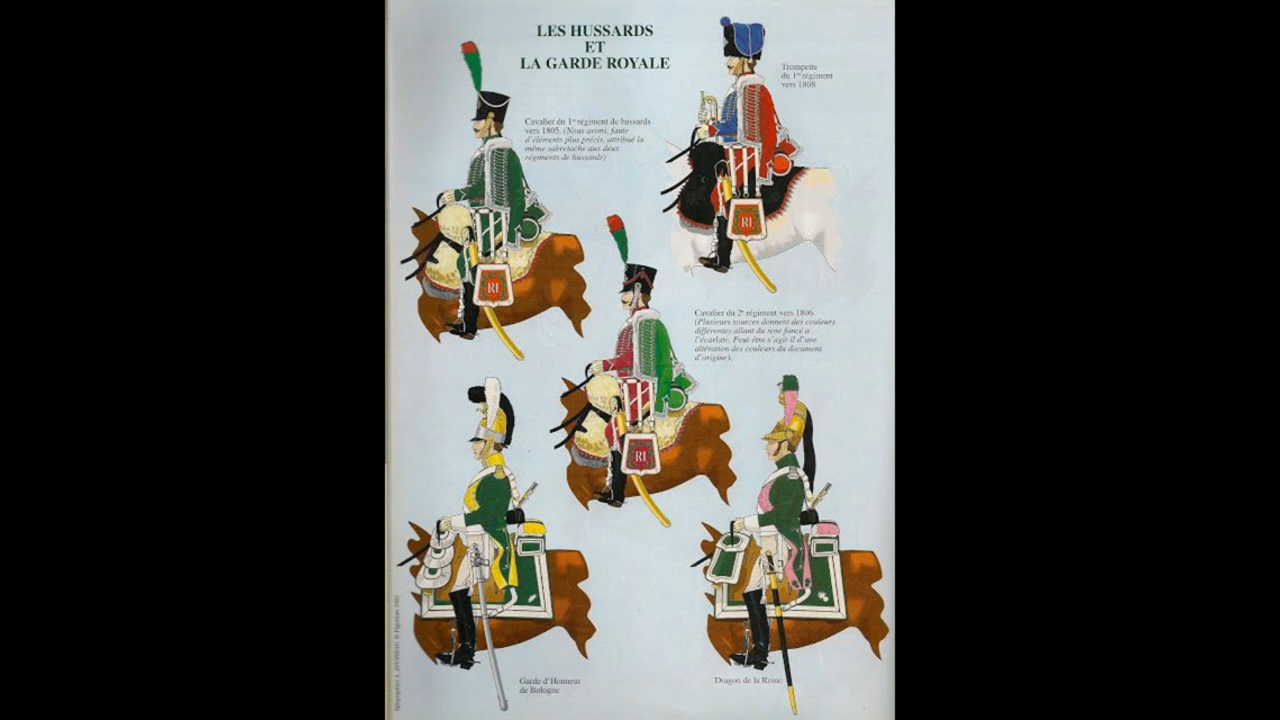 LES HUSSARDS
ET
LA GARDE ROYALE
Trompette
du 1er régiment
vers 1808
Cavalier du 1er régiment de hussards
vers 1805. (Nous avons, faute
d'éléments plus précis, attribué la
même sabretache aux deux
régiments de hussards)
RI
RI
Cavalier du 2e régiment vers 1806.
(Plusieurs sources donnent des couleurs
différentes allant du rose foncé à
l'écarlate. Peut-être s'agit-il d'une
altération des couleurs du document
d'origine).
RI
Garde d'Honneur
de Bologne
Dragon de la Reine